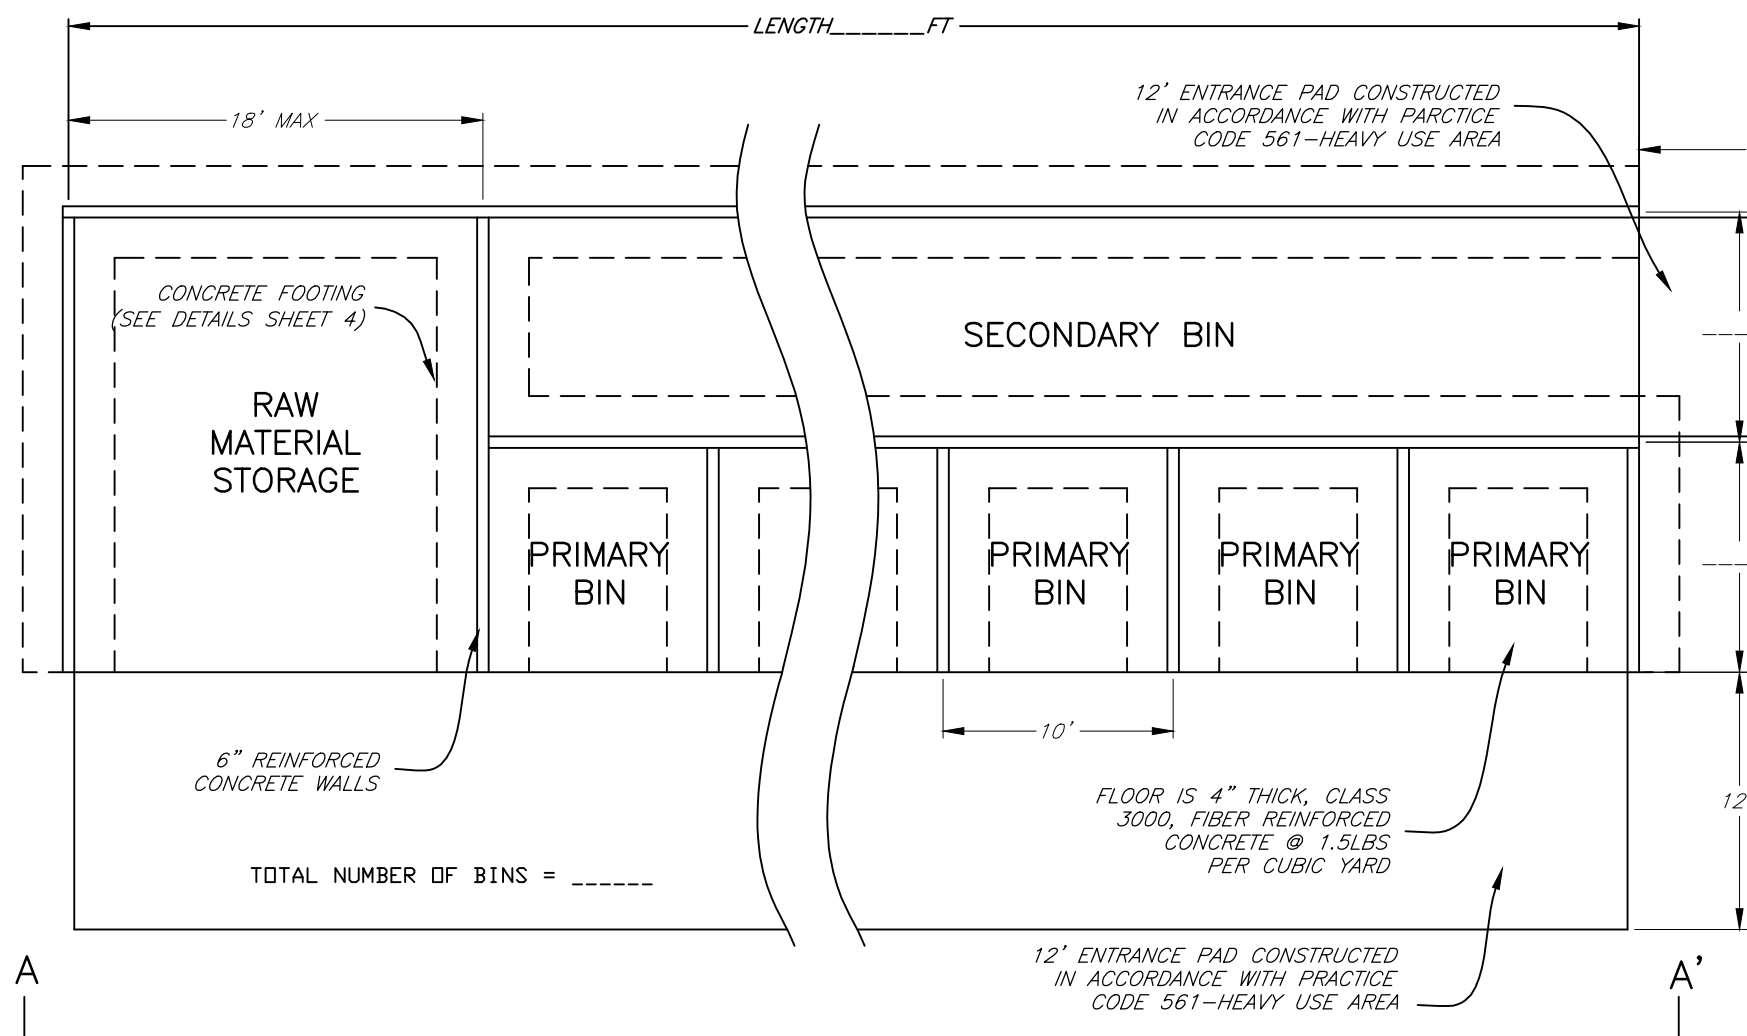 LENGTH______FT
12' ENTRANCE PAD CONSTRUCTED
IN ACCORDANCE WITH PARCTICE
CODE 561-HEAVY USE AREA
18' MAX
CONCRETE FOOTING
(SEE DETAILS SHEET 4)
SECONDARY BIN
RAW
MATERIAL
STORAGE
PRIMARY
BIN
PRIMARY
BIN
PRIMARY
BIN
PRIMARY
BIN
10'
6" REINFORCED
CONCRETE WALLS
FLOOR IS 4" THICK, CLASS
3000, FIBER REINFORCED
CONCRETE @ 1.5LBS
PER CUBIC YARD
12
TOTAL NUMBER OF BINS = ______
12' ENTRANCE PAD CONSTRUCTED
IN ACCORDANCE WITH PRACTICE
CODE 561-HEAVY USE AREA
A
A'